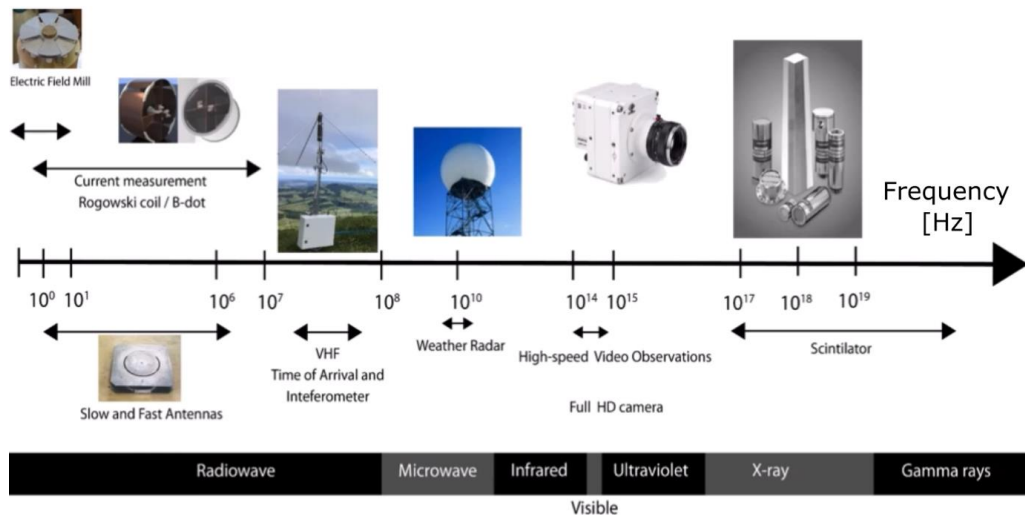 Electric Field Mill
Current measurement
Rogowski coil / B-dot
Frequency
[Hz]
10⁰ 10¹ 10⁶ 10⁷ 10⁸ 10¹⁰ 10¹⁴ 10¹⁵ 10¹⁷ 10¹⁸ 10¹⁹
Slow and Fast Antennas
VHF
Time of Arrival and
Inteferometer
Weather Radar
High-speed Video Observations
Full HD camera
Scintilator
Radiowave Microwave Infrared Ultraviolet X-ray Gamma rays
Visible